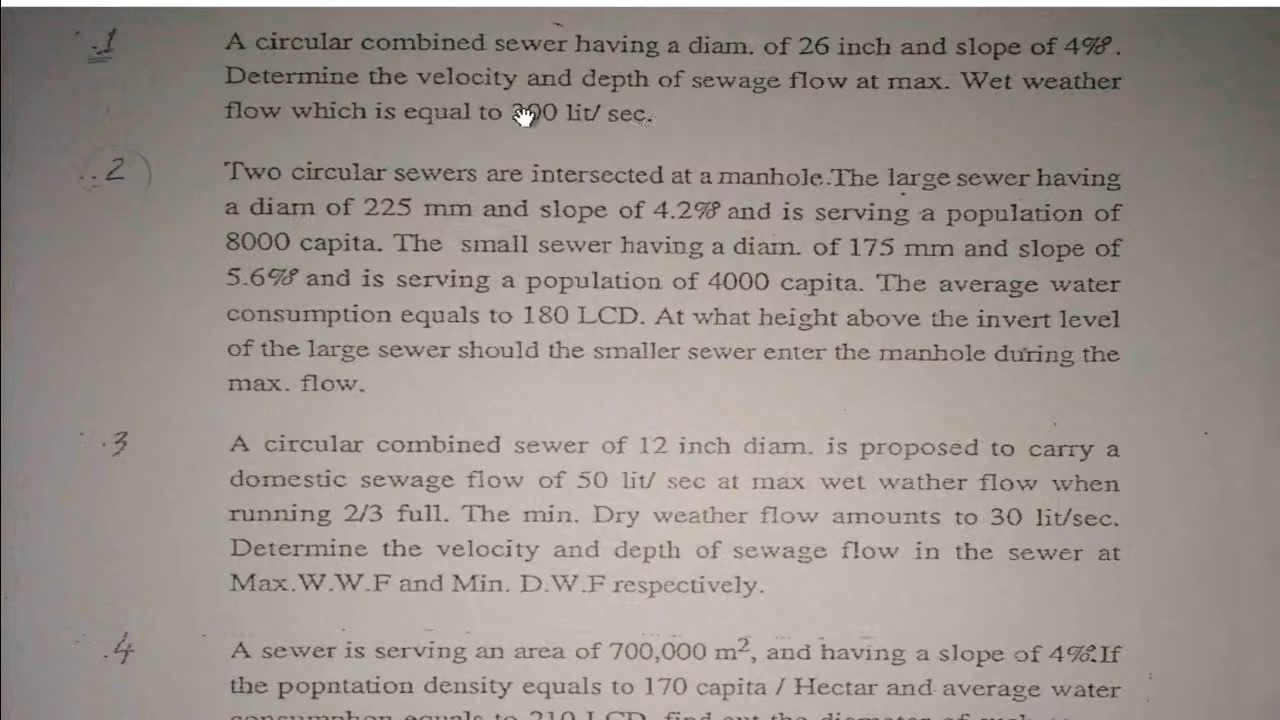 1 A circular combined sewer having a diam. of 26 inch and slope of 4‰.
Determine the velocity and depth of sewage flow at max. Wet weather
flow which is equal to lit/ sec.
..2 Two circular sewers are intersected at a manhole.The large sewer having
a diam of 225 mm and slope of 4.2‰ and is serving a population of
8000 capita. The small sewer having a diam. of 175 mm and slope of
5.6‰ and is serving a population of 4000 capita. The average water
consumption equals to 180 LCD. At what height above the invert level
of the large sewer should the smaller sewer enter the manhole during the
max. flow.
.3 A circular combined sewer of 12 inch diam. is proposed to carry a
domestic sewage flow of 50 lit/ sec at max wet wather flow when
running 2/3 full. The min. Dry weather flow amounts to 30 lit/sec.
Determine the velocity and depth of sewage flow in the sewer at
Max.W.W.F and Min. D.W.F respectively.
.4 A sewer is serving an area of 700,000 m², and having a slope of 4‰.If
the popntation density equals to 170 capita / Hectar and average water
equals to 210 LCD, find out the diameter of